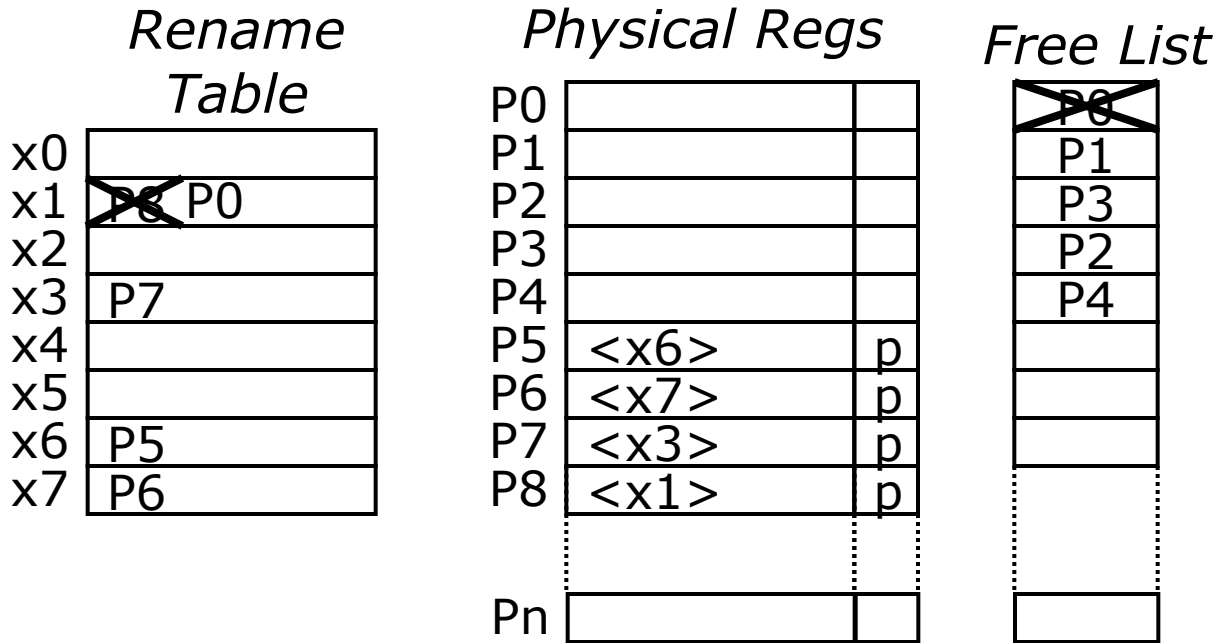 Rename
Table
x0
x1 P8 P0
x2
x3 P7
x4
x5
x6 P5
x7 P6
Physical Regs
P0
P1
P2
P3
P4
P5 <x6> p
P6 <x7> p
P7 <x3> p
P8 <x1> p
Pn
Free List
P0
P1
P3
P2
P4